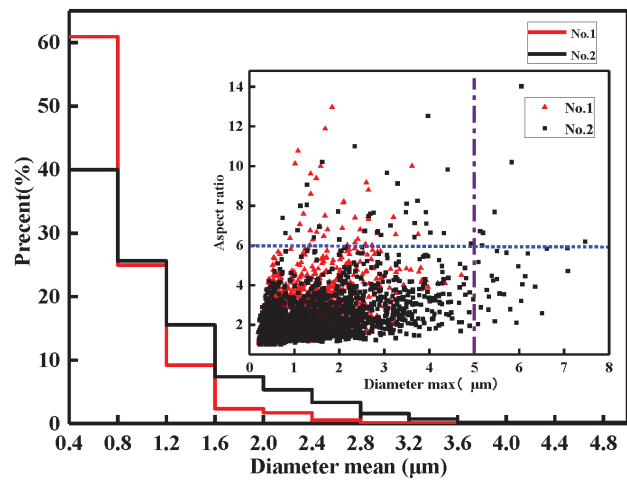 No.1
No.2
60
50
40
30
20
10
0
Precent(%)
0.4 0.8 1.2 1.6 2.0 2.4 2.8 3.2 3.6 4.0 4.4 4.8
Diameter mean (μm)
14
12
10
8
6
4
2
Aspect ratio
No.1
No.2
0 1 2 3 4 5 6 7 8
Diameter max( μm)